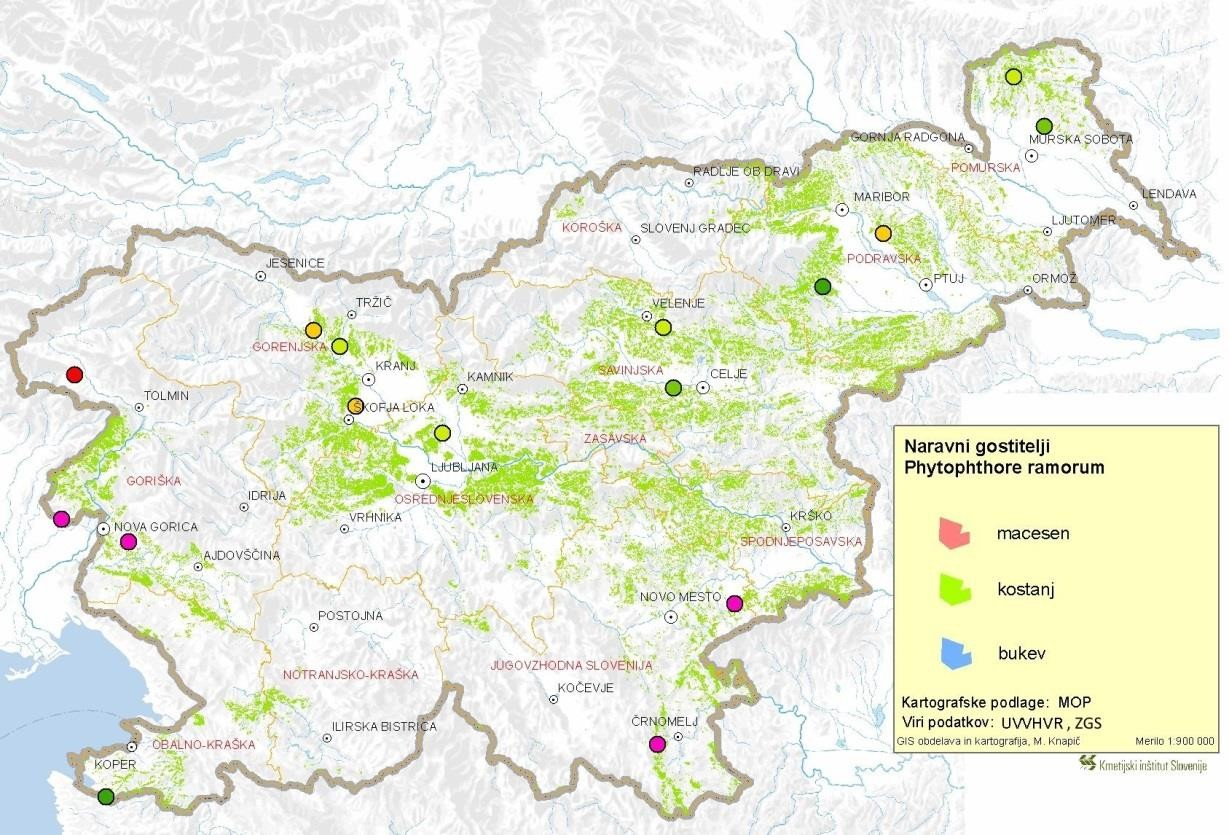 GORNJA RADGONA
MURSKA SOBOTA
POMURSKA
RADLJE OB DRAVI
LENDAVA
MARIBOR
LJUTOMER
KOROŠKA
SLOVENJ GRADEC
PODRAVSKA
JESENICE
PTUJ
ORMOŽ
TRŽIČ
VELENJE
GORENJSKA
KRANJ
KAMNIK
SAVINJSKA
CELJE
TOLMIN
ŠKOFJA LOKA
ZASAVSKA
LJUBLJANA
GORIŠKA
IDRIJA
OSREDNJESLOVENSKA
VRHNIKA
KRŠKO
NOVA GORICA
SPODNJEPOSAVSKA
AJDOVŠČINA
NOVO MESTO
POSTOJNA
NOTRANJSKO-KRAŠKA
JUGOVZHODNA SLOVENIJA
KOČEVJE
ILIRSKA BISTRICA
ČRNOMELJ
OBALNO-KRAŠKA
KOPER
Naravni gostitelji
Phytophthore ramorum
macesen
kostanj
bukev
Kartografske podlage: MOP
Viri podatkov: UVVHVR , ZGS
GIS obdelava in kartografija, M. Knapič Merilo 1:900 000
Kmetijski inštitut Slovenije